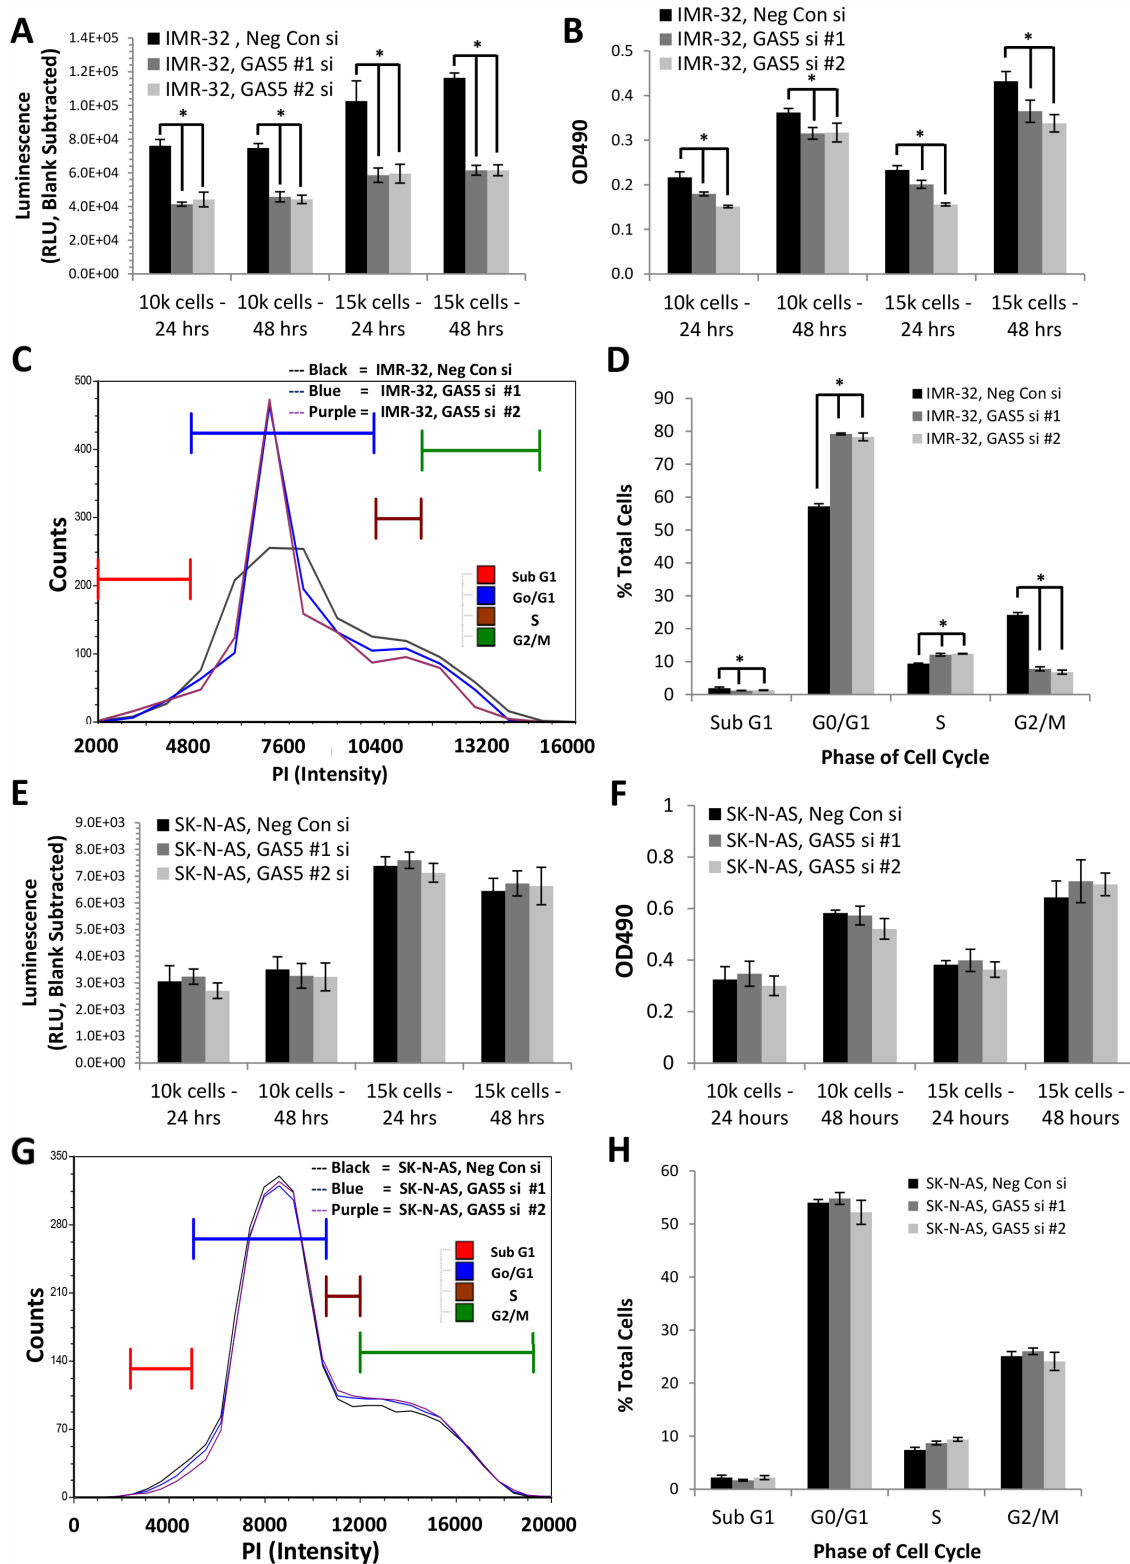 A
IMR-32 , Neg Con si
IMR-32, GAS5 #1 si
IMR-32, GAS5 #2 si
Luminescence
(RLU, Blank Subtracted)
1.4E+05
1.2E+05
1.0E+05
8.0E+04
6.0E+04
4.0E+04
2.0E+04
0.0E+00
* * * *
10k cells - 10k cells - 15k cells - 15k cells -
24 hrs 48 hrs 24 hrs 48 hrs
B
IMR-32, Neg Con si
IMR-32, GAS5 si #1
IMR-32, GAS5 si #2
OD490
0.5
0.4
0.3
0.2
0.1
0.0
* * * *
10k cells - 10k cells - 15k cells - 15k cells -
24 hrs 48 hrs 24 hrs 48 hrs
C
Black = IMR-32, Neg Con si
Blue = IMR-32, GAS5 si #1
Purple = IMR-32, GAS5 si #2
Counts
500
400
300
200
100
0
Sub G1
Go/G1
S
G2/M
2000 4800 7600 10400 13200 16000
PI (Intensity)
D
IMR-32, Neg Con si
IMR-32, GAS5 si #1
IMR-32, GAS5 si #2
% Total Cells
90
80
70
60
50
40
30
20
10
0
* * * *
Sub G1 G0/G1 S G2/M
Phase of Cell Cycle
E
SK-N-AS, Neg Con si
SK-N-AS, GAS5 #1 si
SK-N-AS, GAS5 #2 si
Luminescence
(RLU, Blank Subtracted)
9.0E+03
8.0E+03
7.0E+03
6.0E+03
5.0E+03
4.0E+03
3.0E+03
2.0E+03
1.0E+03
0.0E+00
10k cells - 10k cells - 15k cells - 15k cells -
24 hrs 48 hrs 24 hrs 48 hrs
F
SK-N-AS, Neg Con si
SK-N-AS, GAS5 si #1
SK-N-AS, GAS5 si #2
OD490
1
0.8
0.6
0.4
0.2
0
10k cells - 10k cells - 15k cells - 15k cells -
24 hours 48 hours 24 hours 48 hours
G
Black = SK-N-AS, Neg Con si
Blue = SK-N-AS, GAS5 si #1
Purple = SK-N-AS, GAS5 si #2
Counts
350
280
210
140
70
0
Sub G1
Go/G1
S
G2/M
0 4000 8000 12000 16000 20000
PI (Intensity)
H
SK-N-AS, Neg Con si
SK-N-AS, GAS5 si #1
SK-N-AS, GAS5 si #2
% Total Cells
60
50
40
30
20
10
0
Sub G1 G0/G1 S G2/M
Phase of Cell Cycle